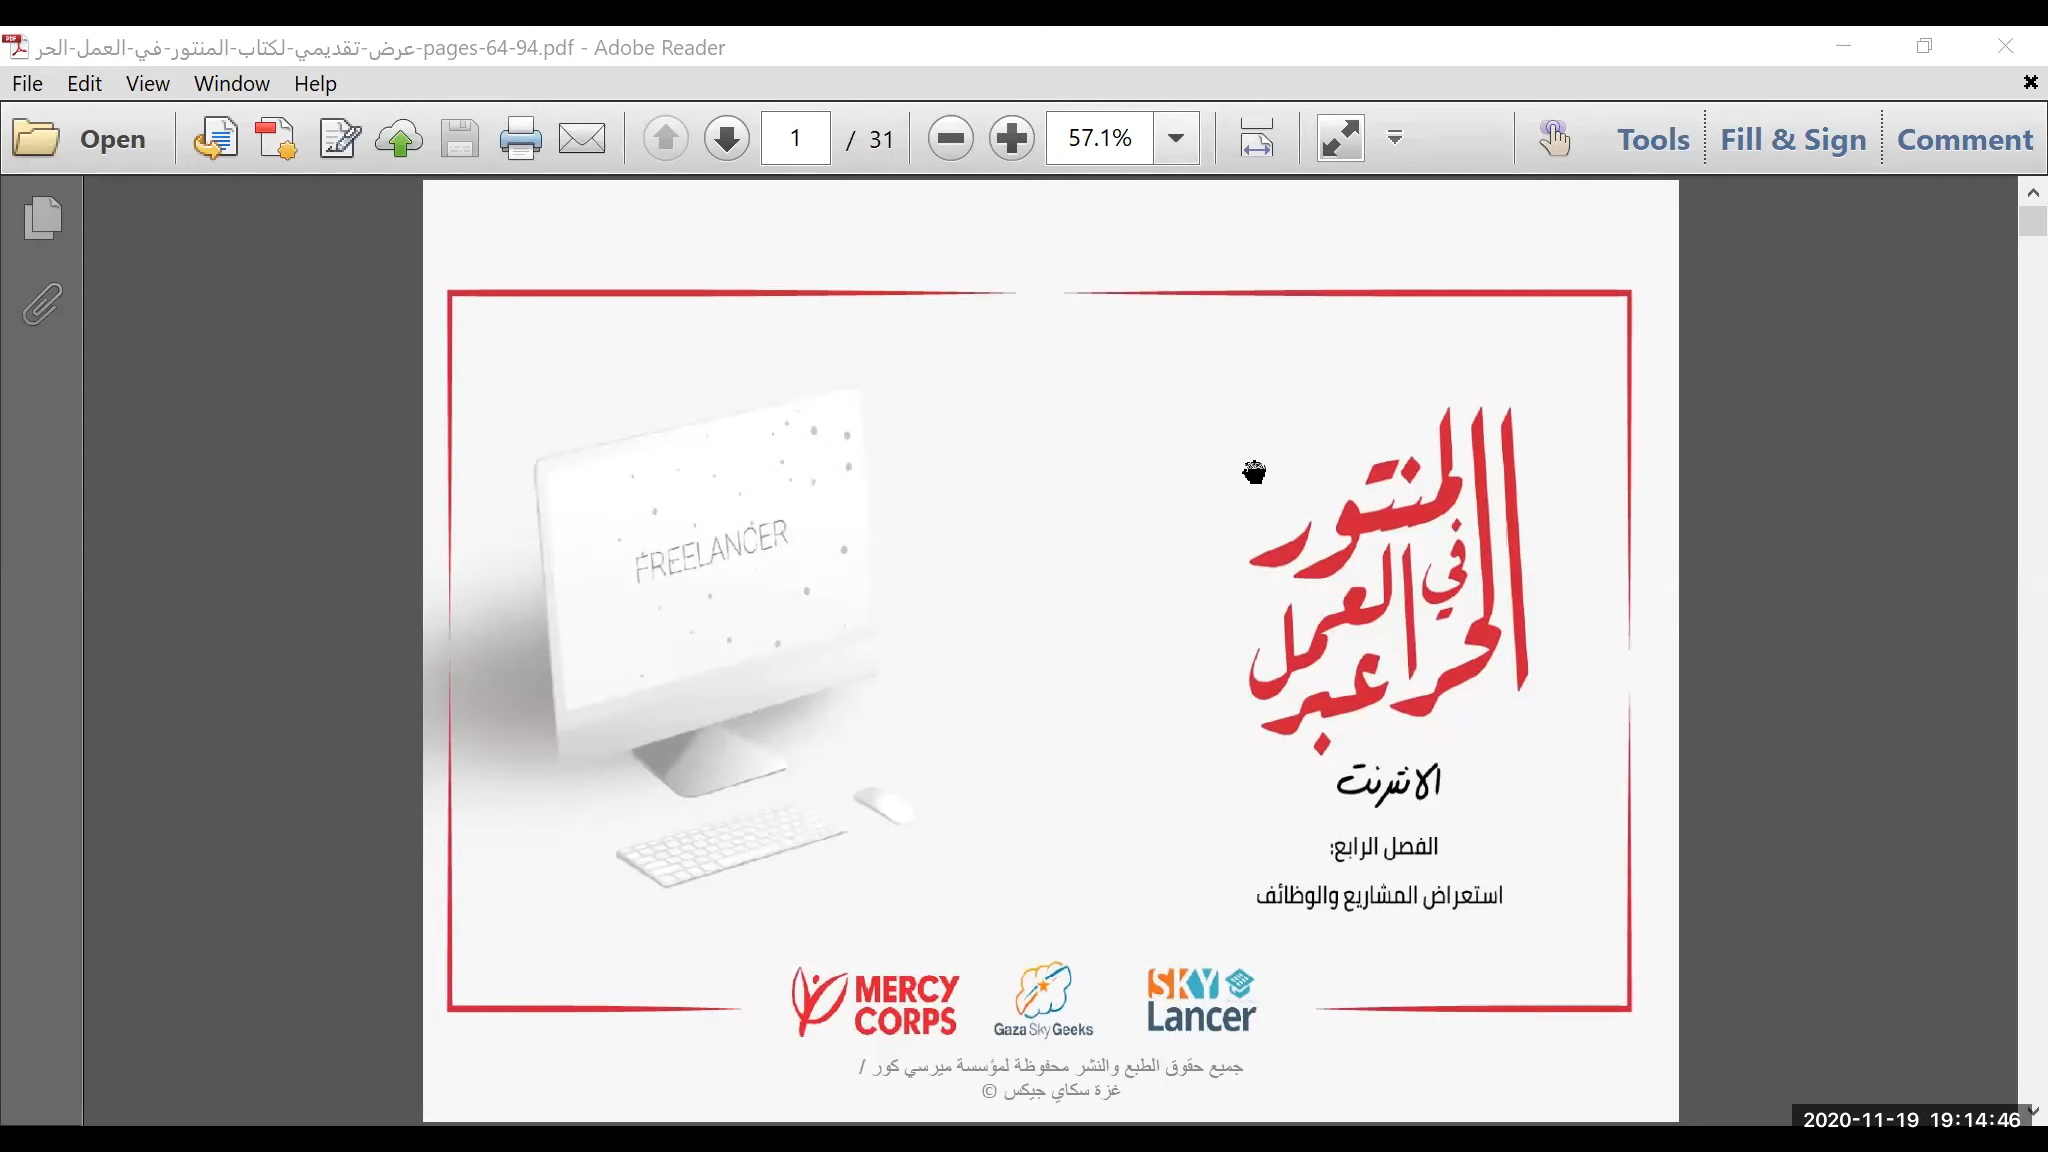 عرض-تقديمي-لكتاب-المنتور-في-العمل-الحر-pages-64-94.pdf - Adobe Reader
File Edit View Window Help
Open 1 / 31 57.1% Tools Fill & Sign Comment
FREELANCER
المنتور
في العمل
الحر عبر
الانترنت
الفصل الرابع:
استعراض المشاريع والوظائف
MERCY CORPS
Gaza Sky Geeks
SKY Lancer
جميع حقوق الطبع والنشر محفوظة لمؤسسة ميرسي كور /
غزة سكاي جيكس ©
2020-11-19 19:14:46